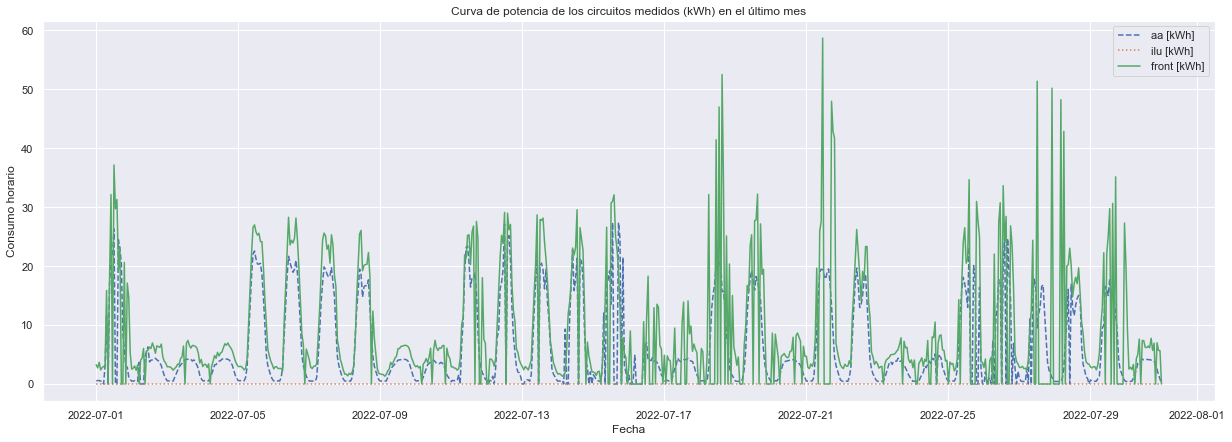 Curva de potencia de los circuitos medidos (kWh) en el último mes
aa [kWh]
ilu [kWh]
front [kWh]
Consumo horario
60
50
40
30
20
10
0
2022-07-01
2022-07-05
2022-07-09
2022-07-13
2022-07-17
2022-07-21
2022-07-25
2022-07-29
2022-08-01
Fecha